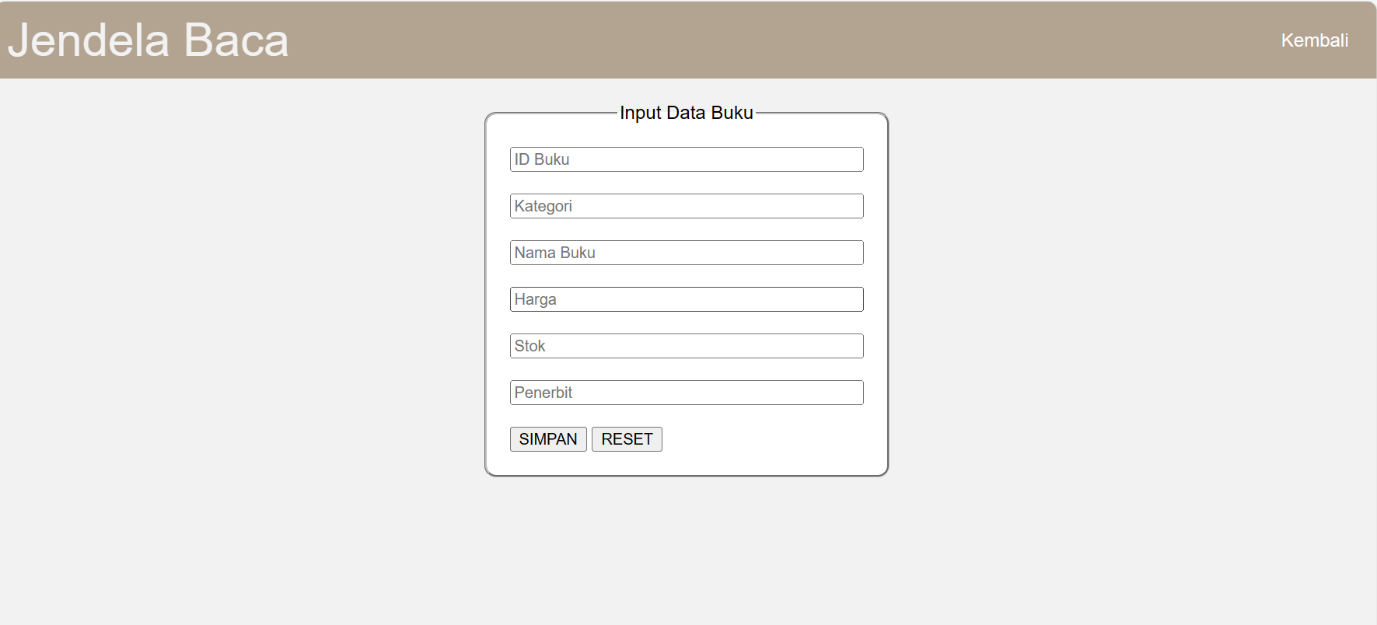 Jendela Baca
Kembali
Input Data Buku
ID Buku
Kategori
Nama Buku
Harga
Stok
Penerbit
SIMPAN RESET